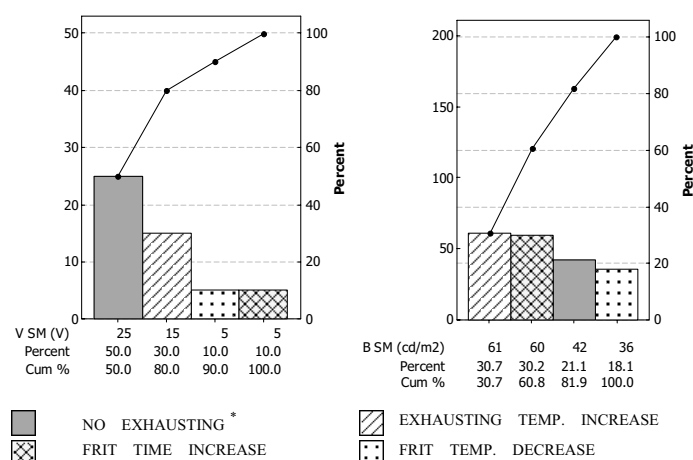 50
40
30
20
10
0
100
80
60
40
20
0
Percent
V SM (V) 25 15 5 5
Percent 50.0 30.0 10.0 10.0
Cum % 50.0 80.0 90.0 100.0
200
150
100
50
0
100
80
60
40
20
0
Percent
B SM (cd/m2) 61 60 42 36
Percent 30.7 30.2 21.1 18.1
Cum % 30.7 60.8 81.9 100.0
NO EXHAUSTING *
EXHAUSTING TEMP. INCREASE
FRIT TIME INCREASE
FRIT TEMP. DECREASE